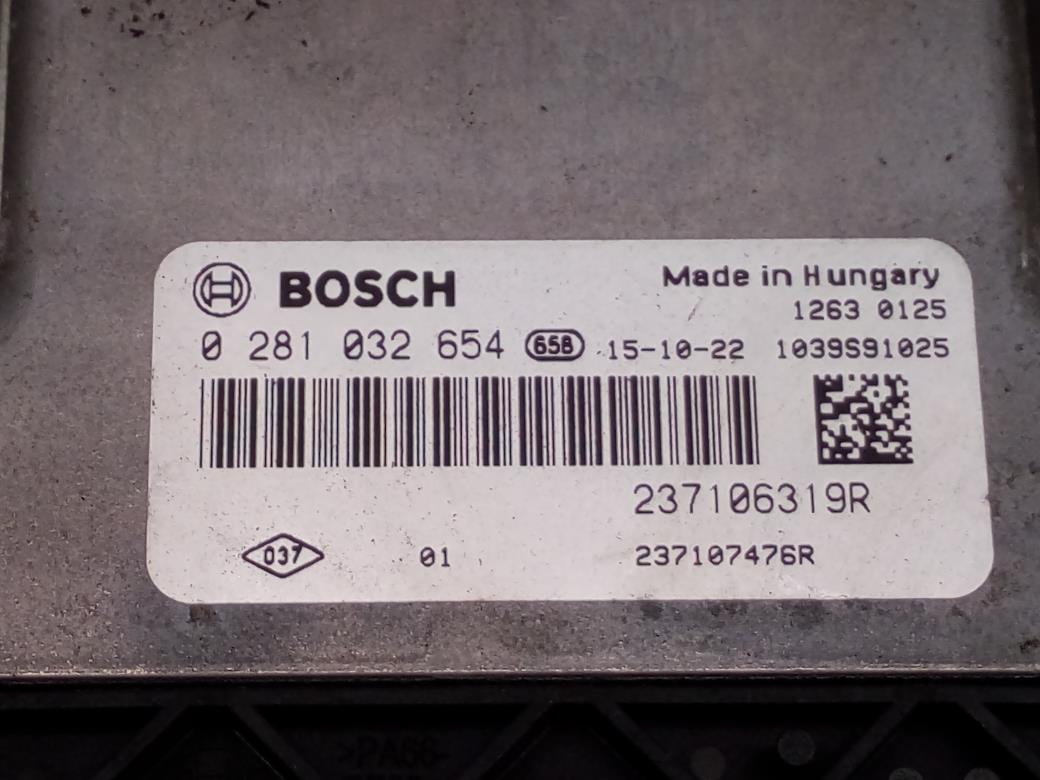 BOSCH
Made in Hungary
1263 0125
0 281 032 654 658 15-10-22 1039S91025
237106319R
037 01 237107476R
>PA66-